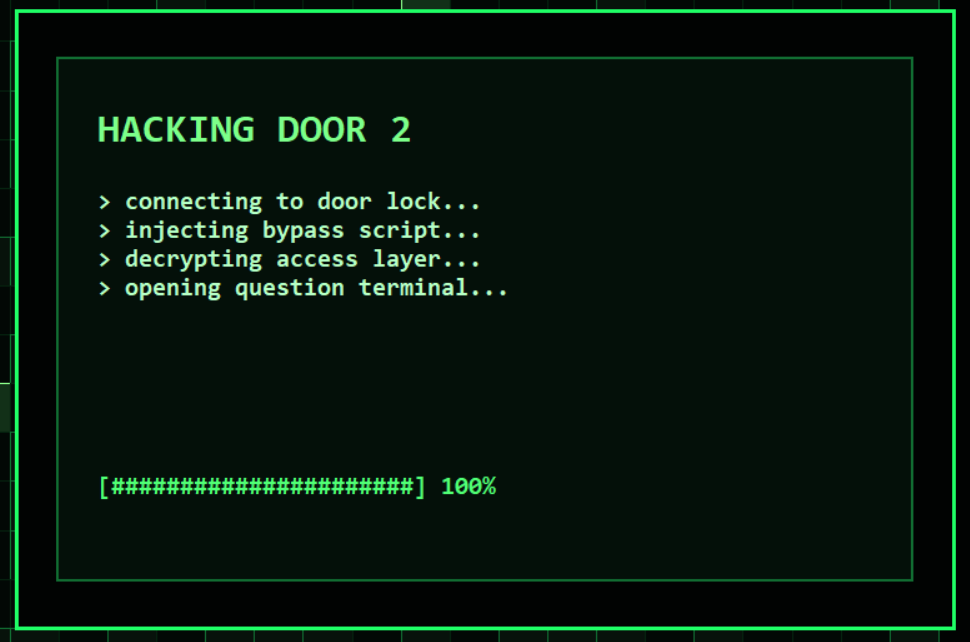 HACKING DOOR 2
> connecting to door lock...
> injecting bypass script...
> decrypting access layer...
> opening question terminal...
[######################] 100%